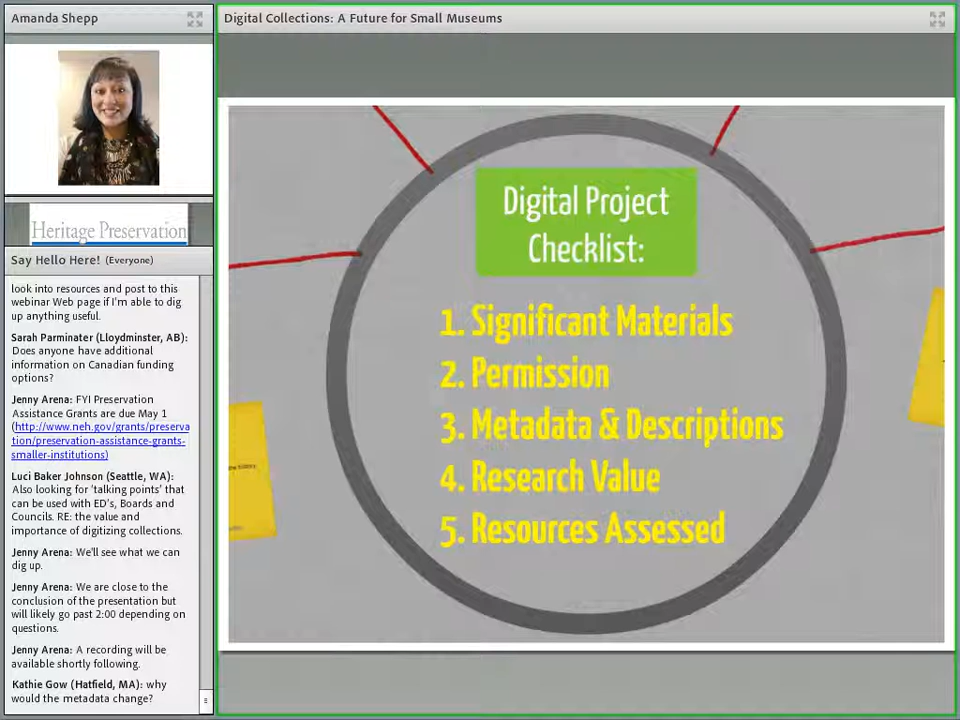 Amanda Shepp
Heritage Preservation
Say Hello Here! (Everyone)
look into resources and post to this
webinar Web page if I'm able to dig
up anything useful.
Sarah Parminater (Lloydminster, AB):
Does anyone have additional
information on Canadian funding
options?
Jenny Arena: FYI Preservation
Assistance Grants are due May 1
(http://www.neh.gov/grants/preserva
tion/preservation-assistance-grants-
smaller-institutions)
Luci Baker Johnson (Seattle, WA):
Also looking for 'talking points' that
can be used with ED's, Boards and
Councils. RE: the value and
importance of digitizing collections.
Jenny Arena: We'll see what we can
dig up.
Jenny Arena: We are close to the
conclusion of the presentation but
will likely go past 2:00 depending on
questions.
Jenny Arena: A recording will be
available shortly following.
Kathie Gow (Hatfield, MA): why
would the metadata change?
Digital Collections: A Future for Small Museums
Digital Project
Checklist:
1. Significant Materials
2. Permission
3. Metadata & Descriptions
4. Research Value
5. Resources Assessed